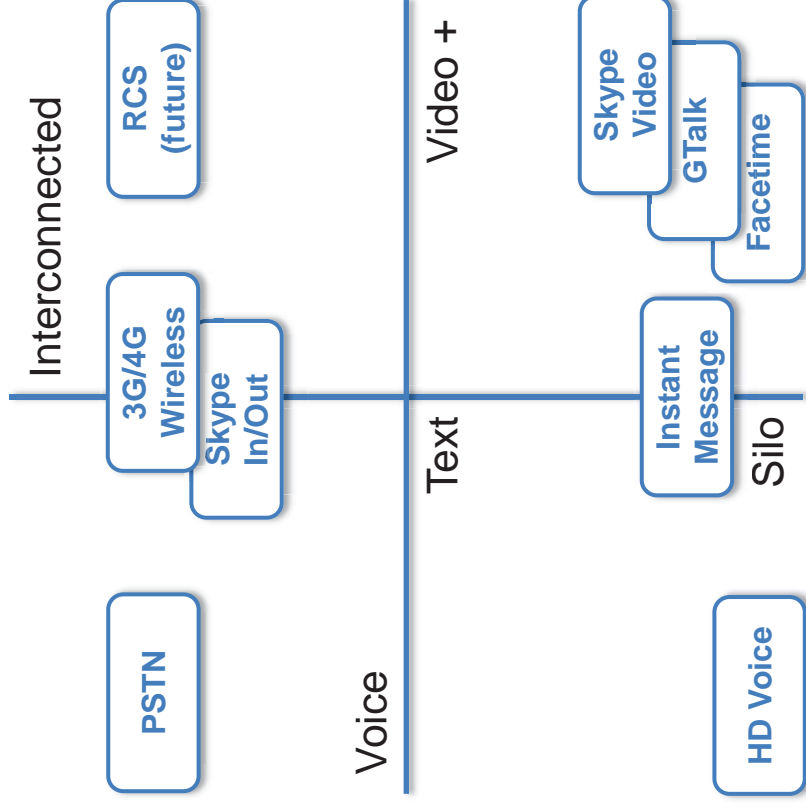 Interconnected
PSTN
3G/4G
Wireless
RCS
(future)
Skype
In/Out
Voice
Text
Video +
Skype
Video
GTalk
Instant
Message
Facetime
HD Voice
Silo